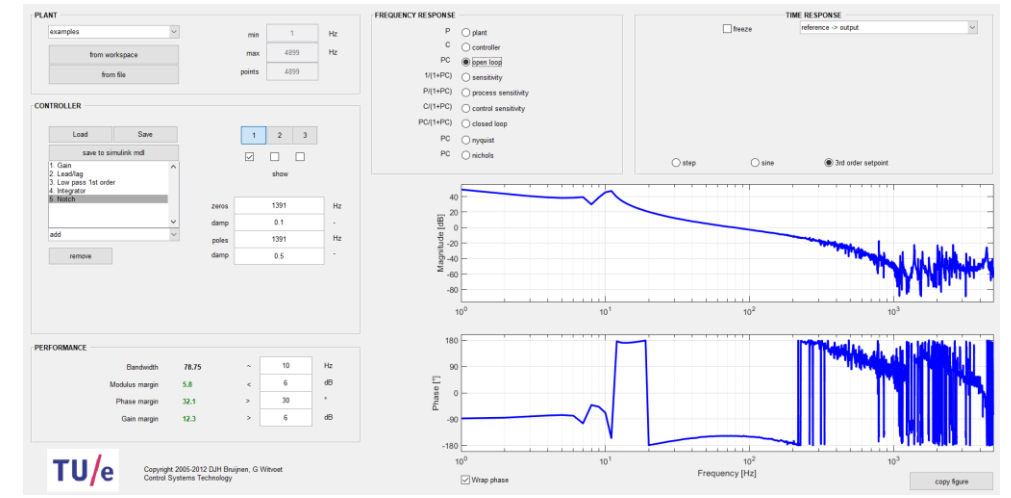 PLANT
examples
from workspace
from file
min 1 Hz
max 4899 Hz
points 4899
CONTROLLER
Load Save
save to simulink mdl
1. Gain
2. Lead/lag
3. Low pass 1st order
4. Integrator
5. Notch
add
remove
1 2 3
show
zeros 1391 Hz
damp 0.1 -
poles 1391 Hz
damp 0.5 -
PERFORMANCE
Bandwidth 78.75 ~ 10 Hz
Modulus margin 5.8 < 6 dB
Phase margin 32.1 > 30 °
Gain margin 12.3 > 6 dB
TU/e
Copyright 2005-2012 DJH Bruijnen, G Witvoet
Control Systems Technology
FREQUENCY RESPONSE
P plant
C controller
PC open loop
1/(1+PC) sensitivity
P/(1+PC) process sensitivity
C/(1+PC) control sensitivity
PC/(1+PC) closed loop
PC nyquist
PC nichols
TIME RESPONSE
freeze
reference -> output
step sine 3rd order setpoint
Magnitude [dB]
40
20
0
-20
-40
-60
-80
10^0 10^1 10^2 10^3
Phase [°]
180
90
0
-90
-180
10^0 10^1 10^2 10^3
Frequency [Hz]
Wrap phase
copy figure